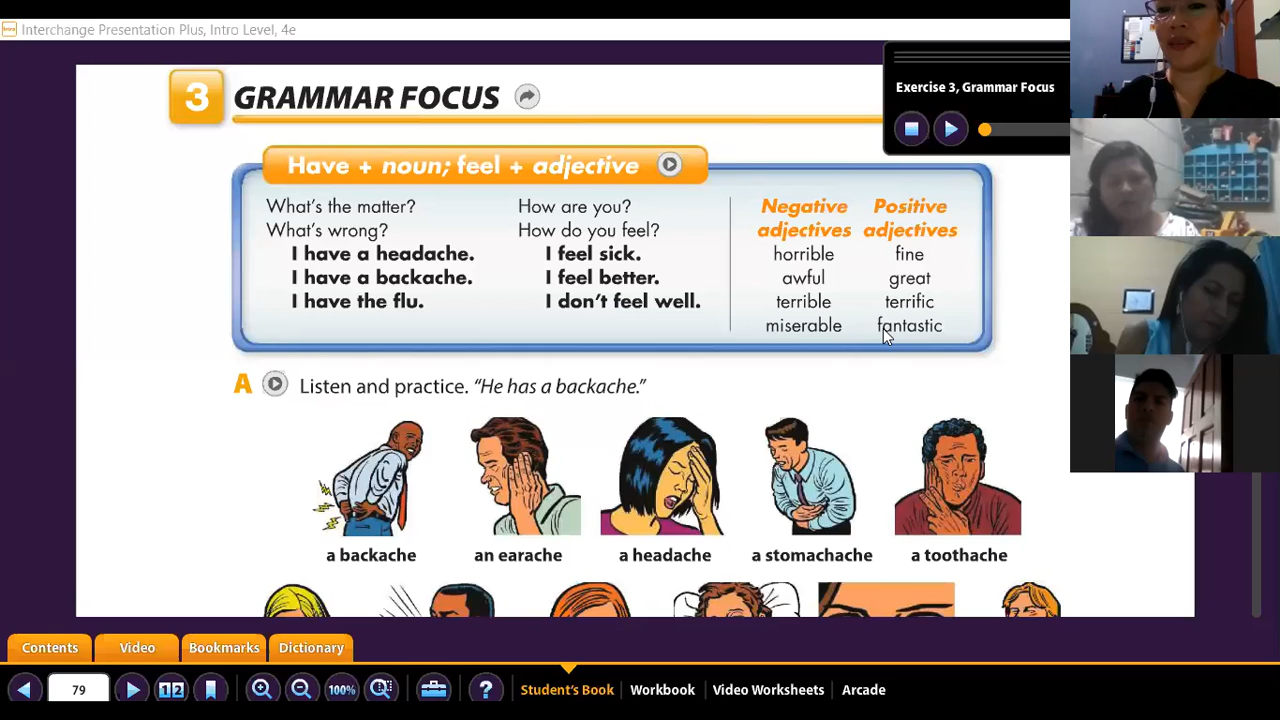 Interchange Presentation Plus, Intro Level, 4e
3 GRAMMAR FOCUS
Exercise 3, Grammar Focus
Have + noun; feel + adjective
What's the matter?
What's wrong?
I have a headache.
I have a backache.
I have the flu.
How are you?
How do you feel?
I feel sick.
I feel better.
I don't feel well.
Negative adjectives
horrible
awful
terrible
miserable
Positive adjectives
fine
great
terrific
fantastic
A Listen and practice. "He has a backache."
a backache
an earache
a headache
a stomachache
a toothache
Contents
Video
Bookmarks
Dictionary
79
1 2
100%
?
Student's Book
Workbook
Video Worksheets
Arcade